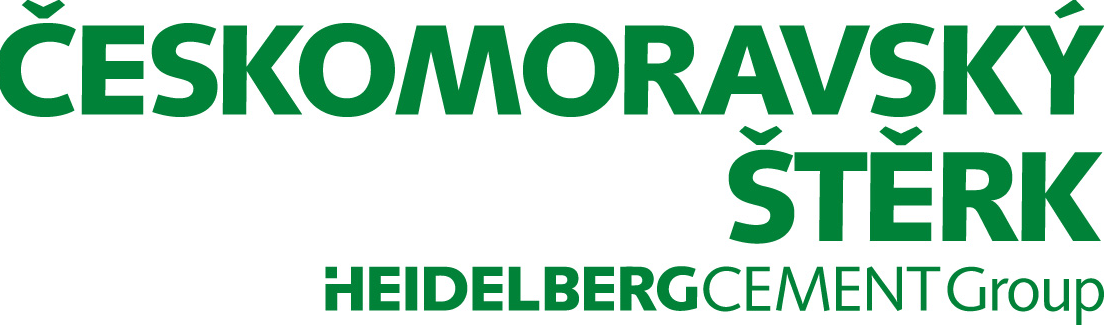 ČESKOMORAVSKÝ
ŠTĚRK
HEIDELBERGCEMENT Group